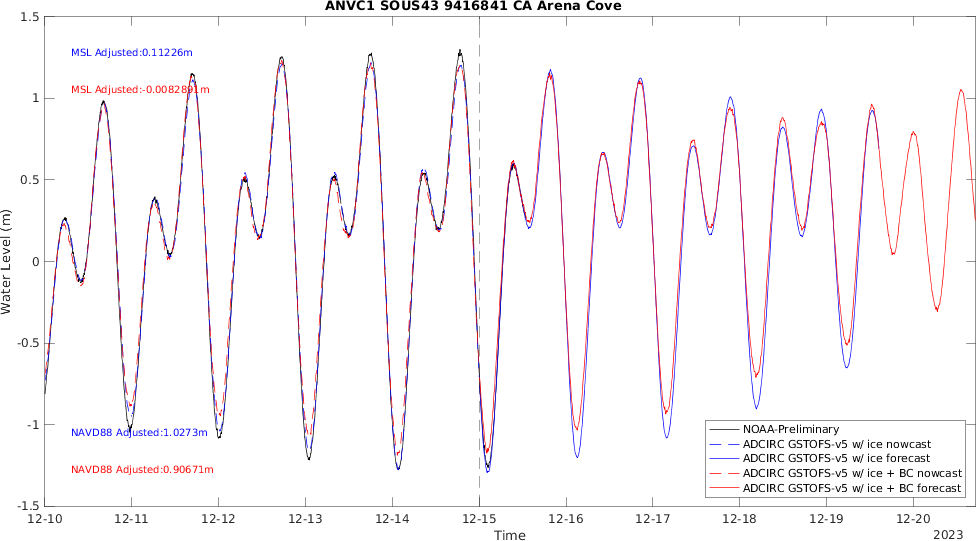 ANVC1 SOUS43 9416841 CA Arena Cove
1.5
MSL Adjusted:0.11226m
MSL Adjusted:-0.0082891m
1
0.5
0
-0.5
-1
-1.5
Water Level (m)
NAVD88 Adjusted:1.0273m
NAVD88 Adjusted:0.90671m
NOAA-Preliminary
ADCIRC GSTOFS-v5 w/ ice nowcast
ADCIRC GSTOFS-v5 w/ ice forecast
ADCIRC GSTOFS-v5 w/ ice + BC nowcast
ADCIRC GSTOFS-v5 w/ ice + BC forecast
12-10 12-11 12-12 12-13 12-14 12-15 12-16 12-17 12-18 12-19 12-20
Time
2023